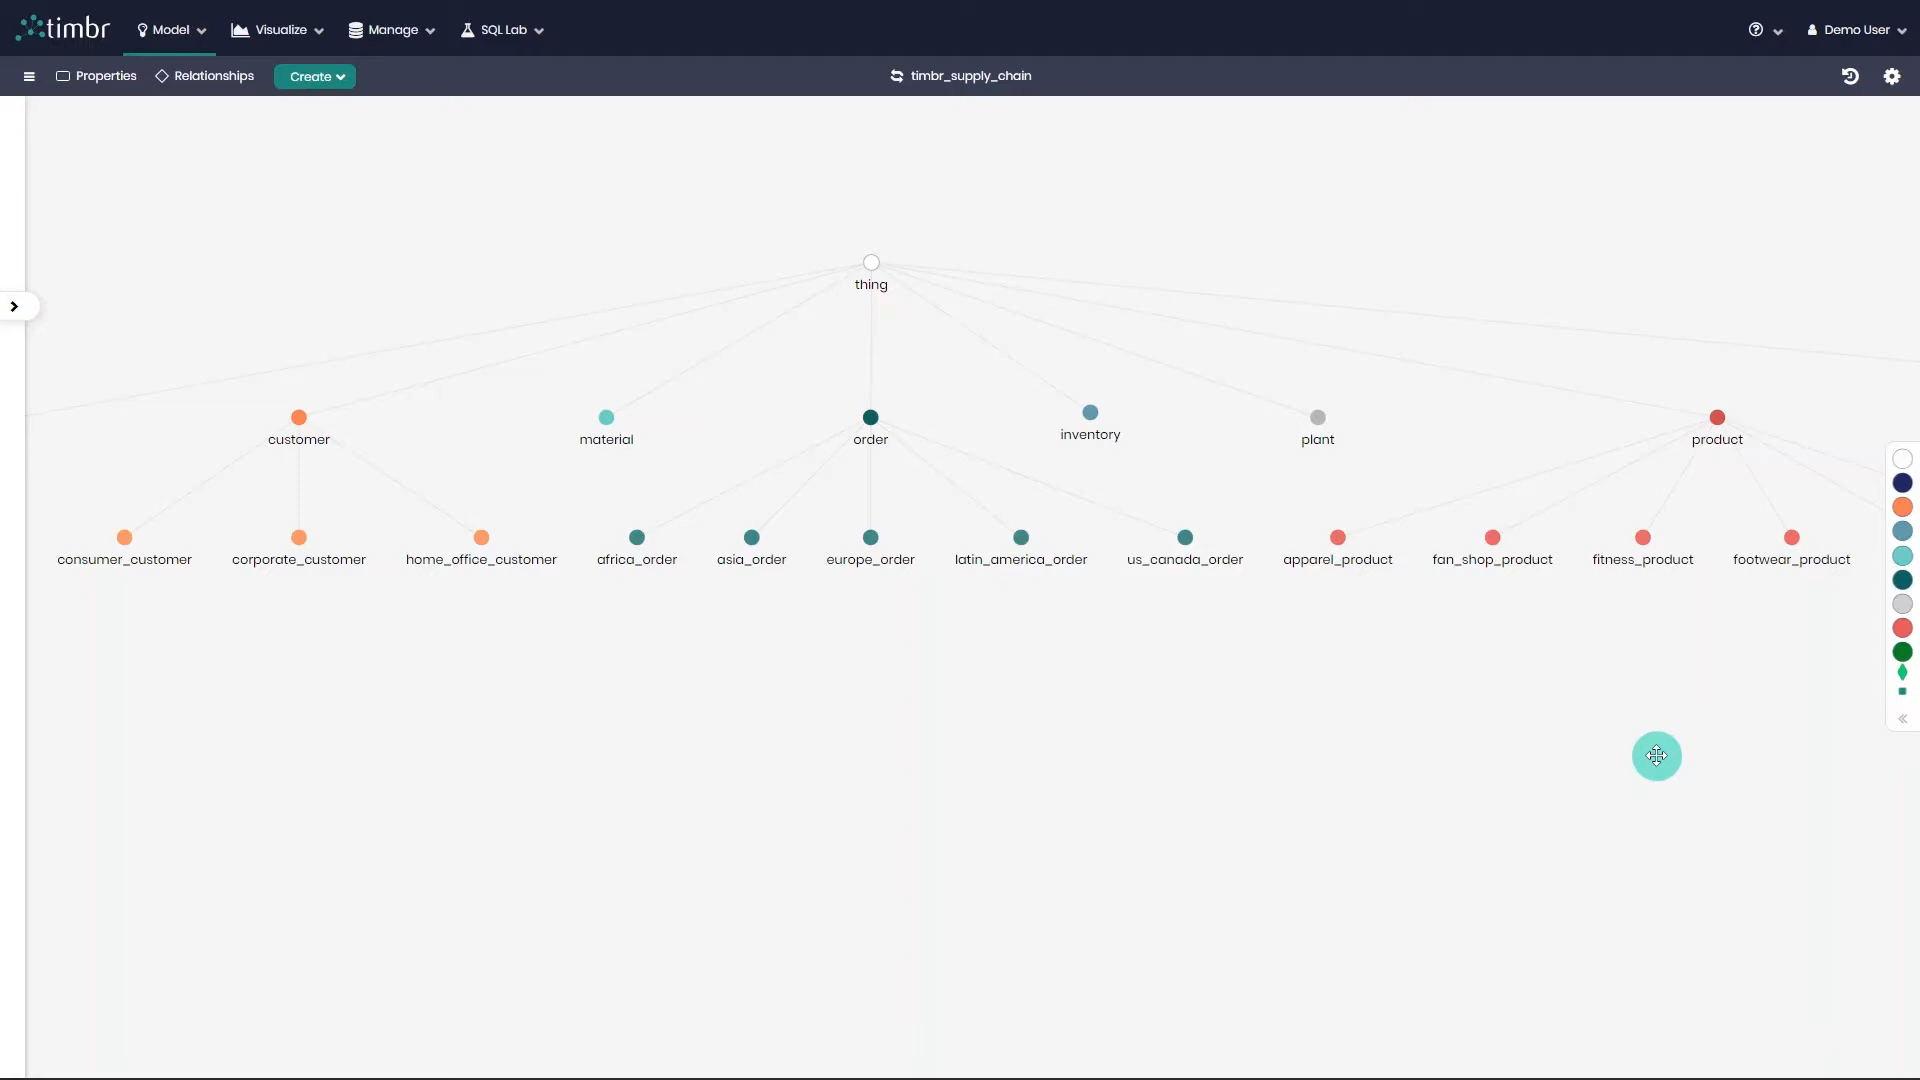 timbr
Model
Visualize
Manage
SQL Lab
Demo User
Properties
Relationships
Create
timbr_supply_chain
thing
customer
material
order
inventory
plant
product
consumer_customer
corporate_customer
home_office_customer
africa_order
asia_order
europe_order
latin_america_order
us_canada_order
apparel_product
fan_shop_product
fitness_product
footwear_product